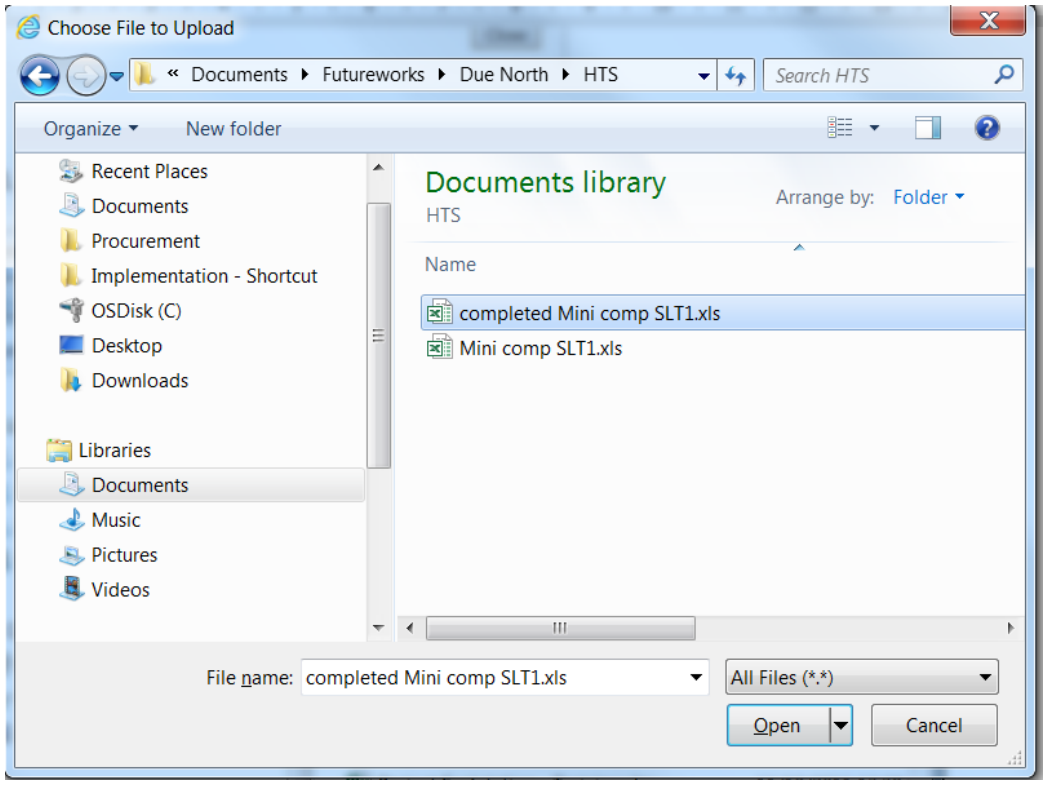 Choose File to Upload
« Documents Futureworks Due North HTS
Search HTS
Organize New folder
Recent Places
Documents
Procurement
Implementation - Shortcut
OSDisk (C)
Desktop
Downloads
Libraries
Documents
Music
Pictures
Videos
Documents library
HTS
Arrange by: Folder
Name
completed Mini comp SLT1.xls
Mini comp SLT1.xls
File name: completed Mini comp SLT1.xls
All Files (*.*)
Open Cancel